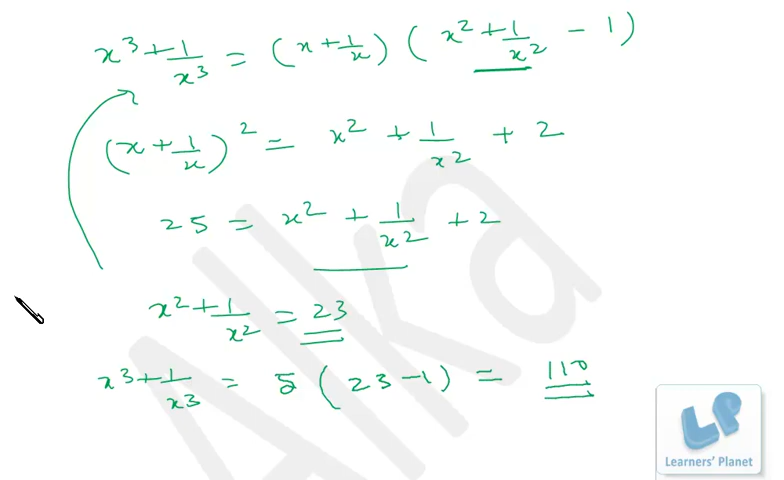 x³ + 1/x³ = (x + 1/x) (x² + 1/x² - 1)
(x + 1/x)² = x² + 1/x² + 2
25 = x² + 1/x² + 2
x² + 1/x² = 23
x³ + 1/x³ = 5 (23 - 1) = 110
Alka
LP
Learners' Planet